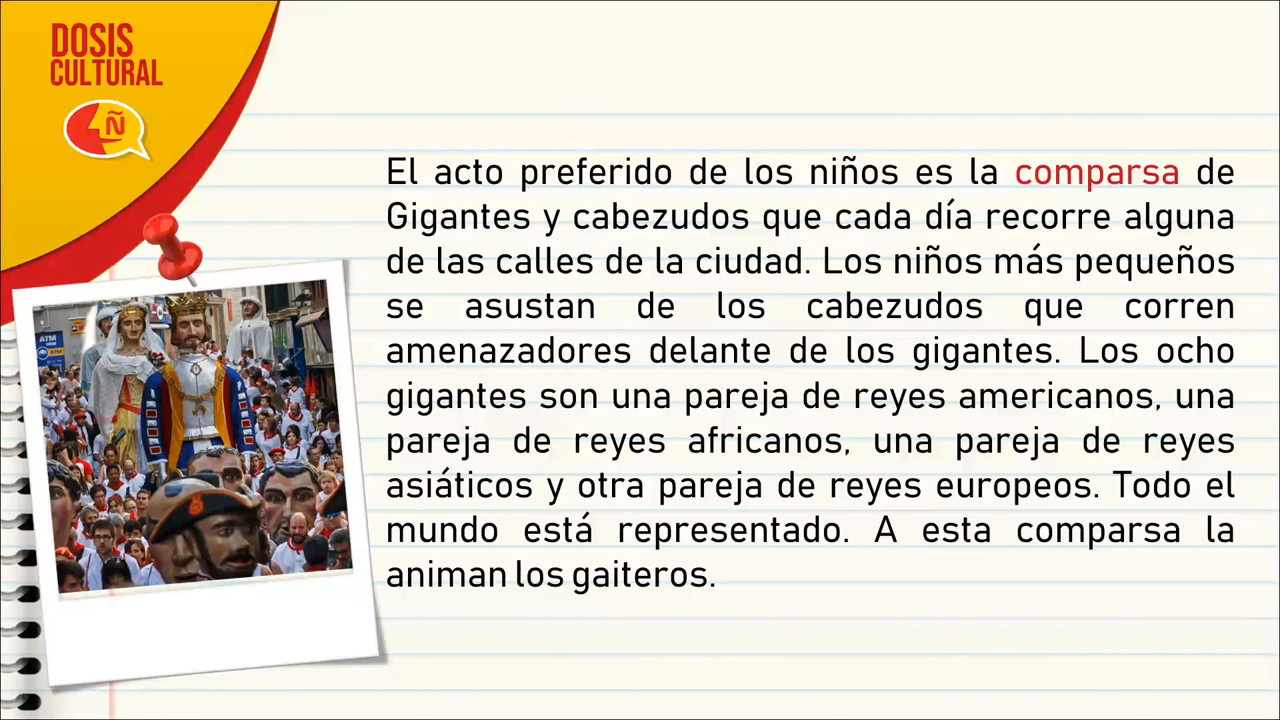 DOSIS
CULTURAL
Ñ
El acto preferido de los niños es la comparsa de
Gigantes y cabezudos que cada día recorre alguna
de las calles de la ciudad. Los niños más pequeños
se asustan de los cabezudos que corren
amenazadores delante de los gigantes. Los ocho
gigantes son una pareja de reyes americanos, una
pareja de reyes africanos, una pareja de reyes
asiáticos y otra pareja de reyes europeos. Todo el
mundo está representado. A esta comparsa la
animan los gaiteros.
ATM